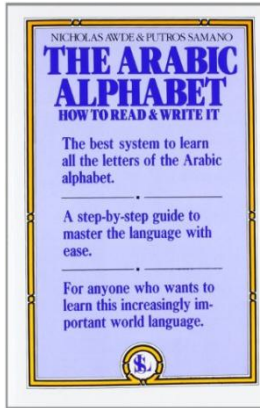 NICHOLAS AWDE & PUTROS SAMANO
THE ARABIC
ALPHABET
HOW TO READ & WRITE IT
The best system to learn
all the letters of the Arabic
alphabet.
A step-by-step guide to
master the language with
ease.
For anyone who wants to
learn this increasingly im-
portant world language.